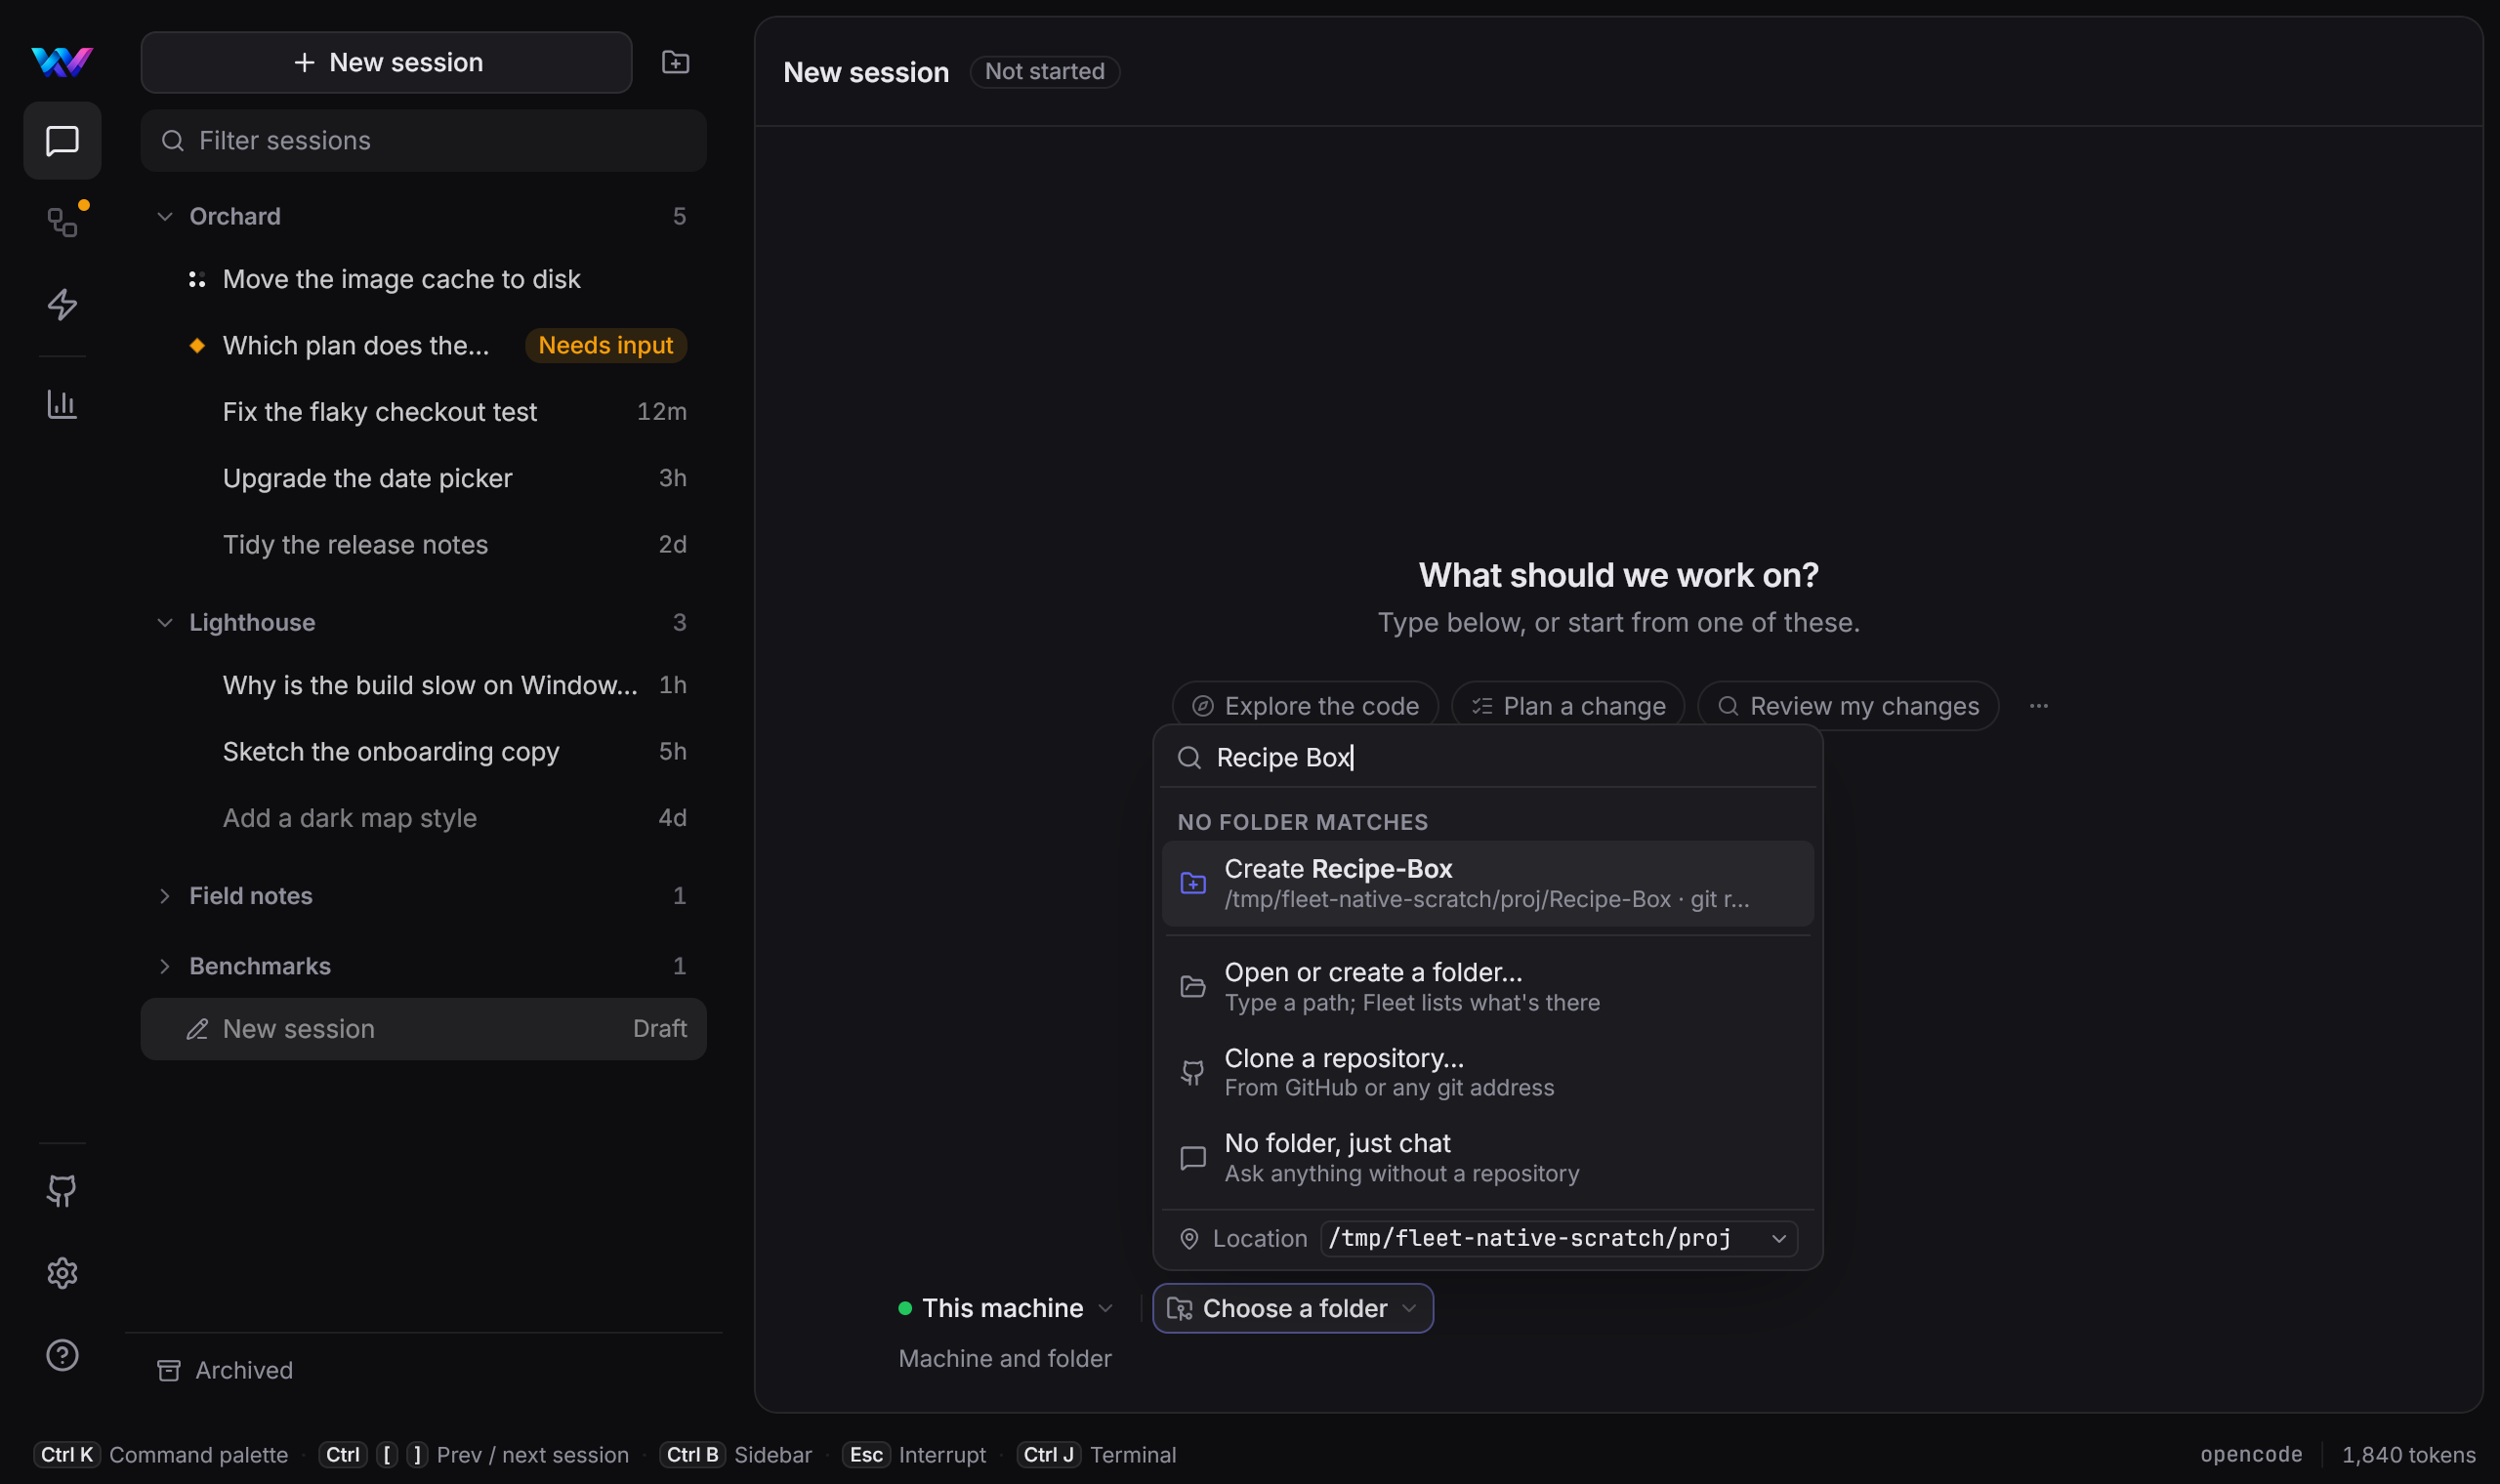 New session
Filter sessions
Orchard 5
Move the image cache to disk
Which plan does the... Needs input
Fix the flaky checkout test 12m
Upgrade the date picker 3h
Tidy the release notes 2d
Lighthouse 3
Why is the build slow on Window... 1h
Sketch the onboarding copy 5h
Add a dark map style 4d
Field notes 1
Benchmarks 1
New session Draft
Archived
New session Not started
What should we work on?
Type below, or start from one of these.
Explore the code Plan a change Review my changes
Recipe Box
NO FOLDER MATCHES
Create Recipe-Box
/tmp/fleet-native-scratch/proj/Recipe-Box · git r...
Open or create a folder...
Type a path; Fleet lists what's there
Clone a repository...
From GitHub or any git address
No folder, just chat
Ask anything without a repository
Location /tmp/fleet-native-scratch/proj
This machine Choose a folder
Machine and folder
Ctrl K Command palette · Ctrl [ ] Prev / next session · Ctrl B Sidebar · Esc Interrupt · Ctrl J Terminal
opencode 1,840 tokens